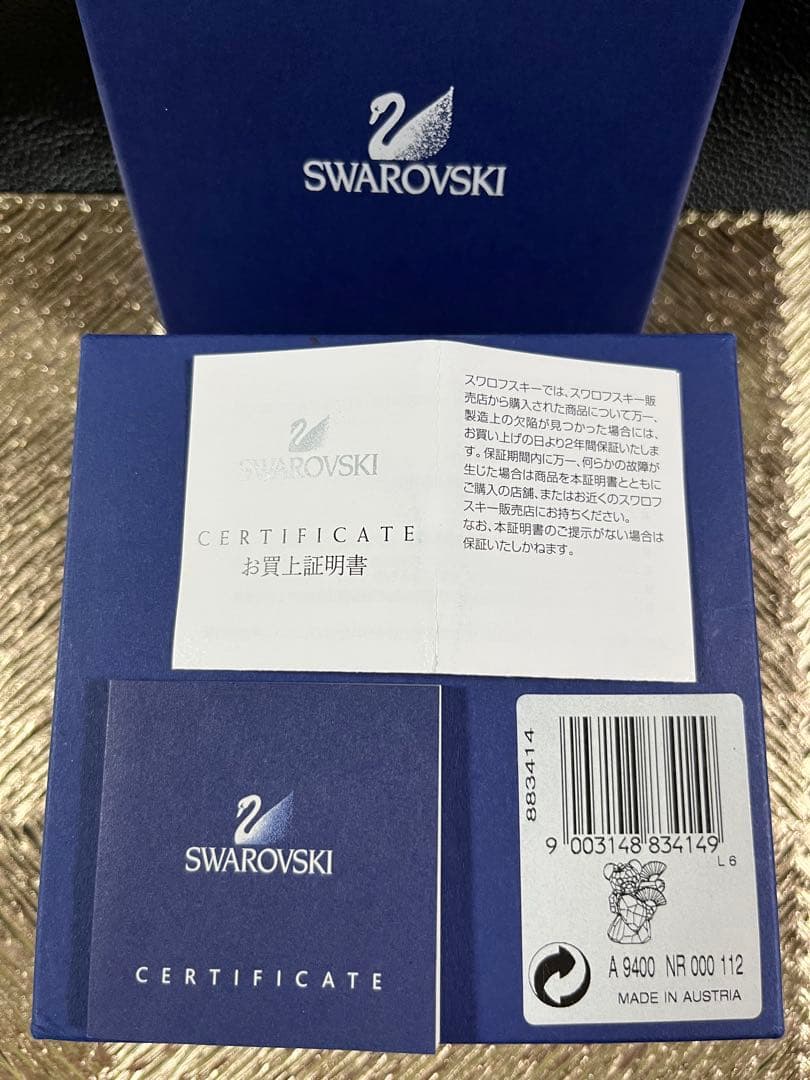 SWAROVSKI
SWAROVSKI
CERTIFICATE
お買上証明書
スワロフスキーでは、スワロフスキー販
売店から購入された商品について万一、
製造上の欠陥が見つかった場合には、
お買い上げの日より2年間保証いたしま
す。保証期間内に万一、何らかの故障が
生じた場合は商品を本証明書とともに
ご購入の店舗、またはお近くのスワロフ
スキー販売店にお持ちください。
なお、本証明書のご提示がない場合は
保証いたしかねます。
SWAROVSKI
CERTIFICATE
883414
9 003148 834149
L 6
A 9400 NR 000 112
MADE IN AUSTRIA